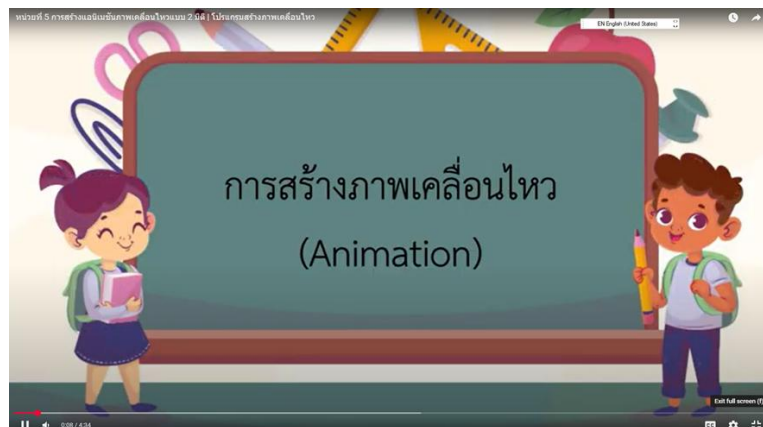 หน่วยที่ 5 การสร้างแอนิเมชันภาพเคลื่อนไหวแบบ 2 มิติ | โปรแกรมสร้างภาพเคลื่อนไหว
EN English (United States)
การสร้างภาพเคลื่อนไหว
(Animation)
Exit full screen (f)
0:08 / 4:34